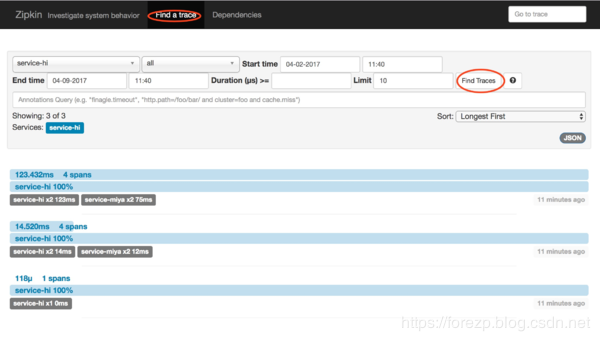 Zipkin Investigate system behavior Find a trace Dependencies Go to trace
service-hi all Start time 04-02-2017 11:40
End time 04-09-2017 11:40 Duration (μs) >= Limit 10 Find Traces ?
Annotations Query (e.g. "finagle.timeout", "http.path=/foo/bar/ and cluster=foo and cache.miss")
Showing: 3 of 3 Sort: Longest First
Services: service-hi
JSON
123.432ms 4 spans
service-hi 100%
service-hi x2 123ms service-miya x2 75ms 11 minutes ago
14.520ms 4 spans
service-hi 100%
service-hi x2 14ms service-miya x2 12ms 11 minutes ago
118μ 1 spans
service-hi 100%
service-hi x1 0ms 11 minutes ago
https://forezp.blog.csdn.net